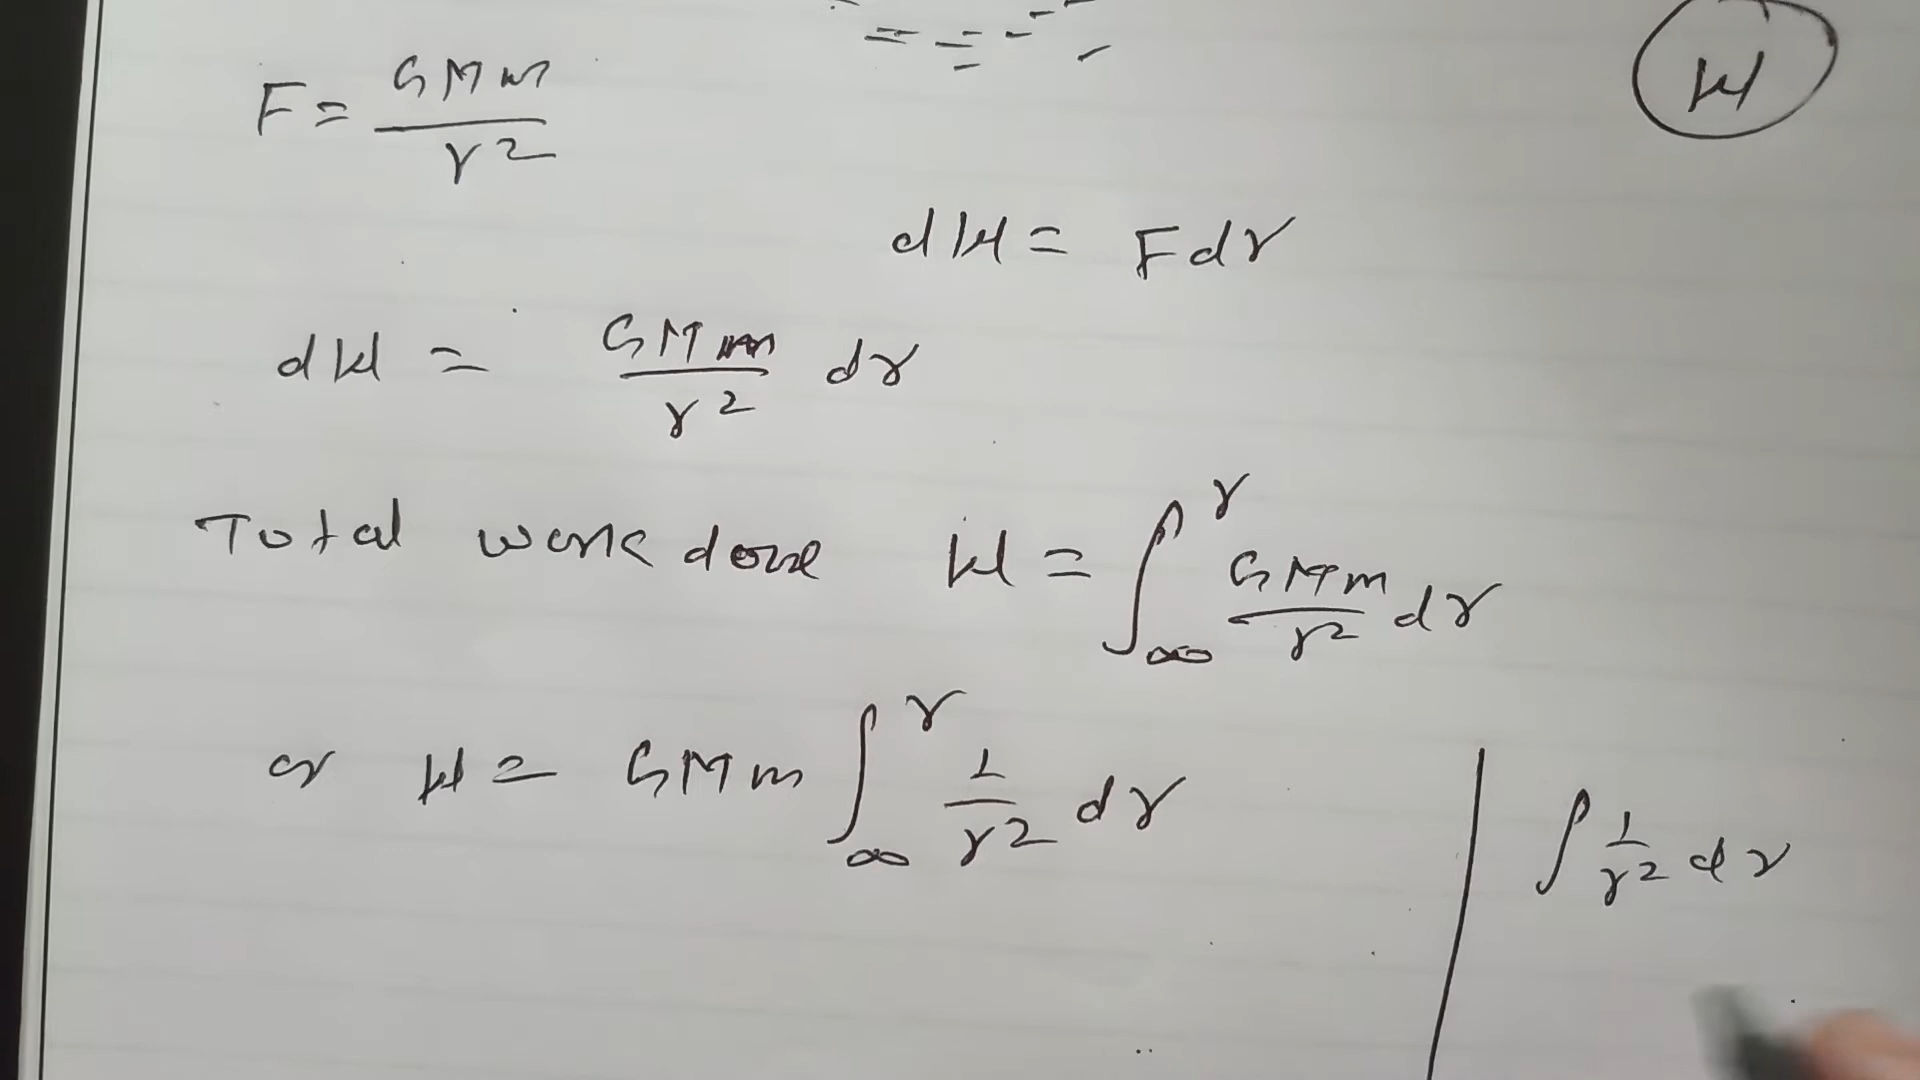 W
F = GMm/r²
dW = Fdr
dW = GMm/r² dr
Total work done W = ∫_∞^r GMm/r² dr
or W = GMm ∫_∞^r 1/r² dr
∫ 1/r² dr